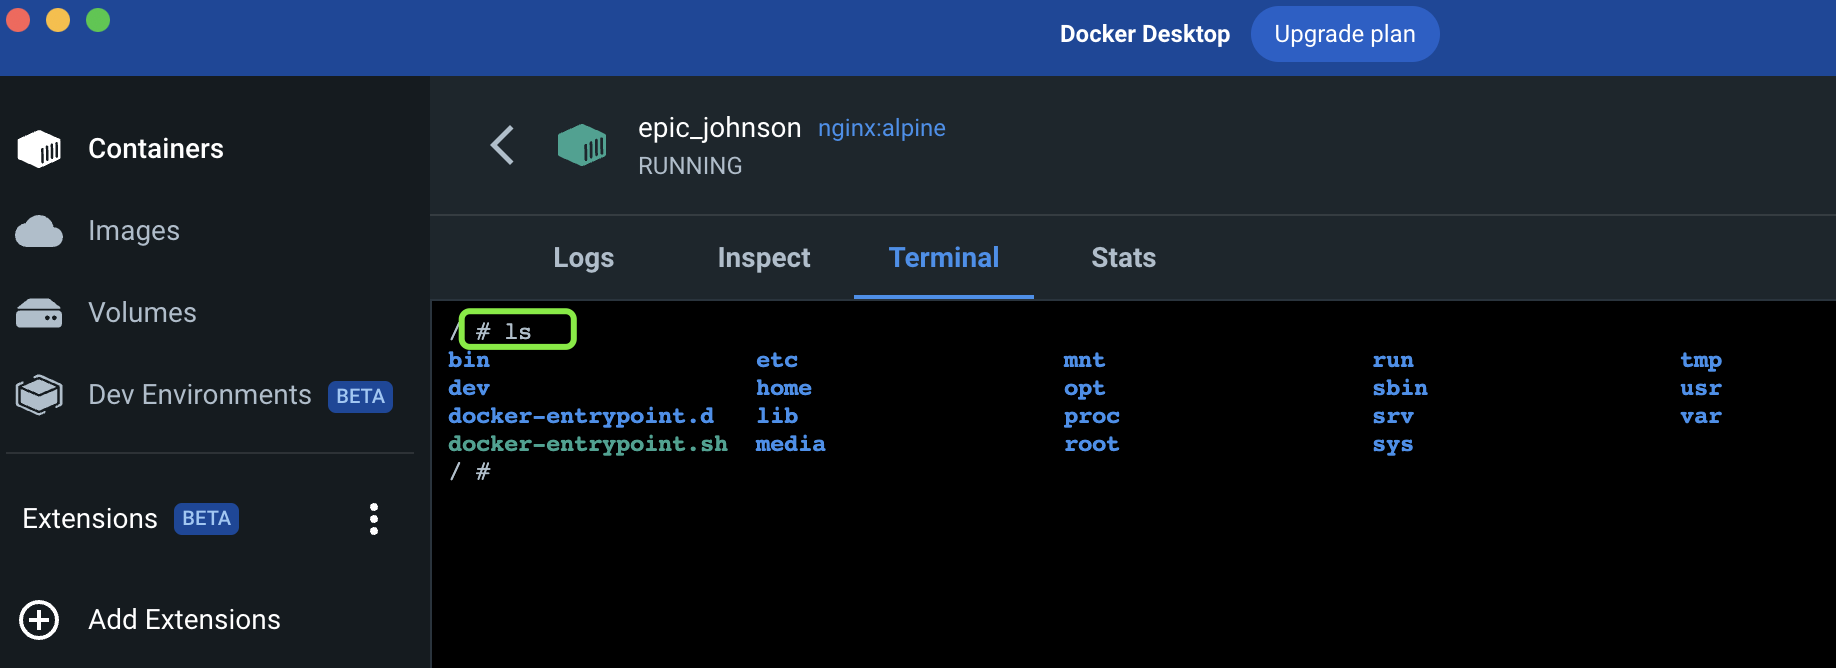 Docker Desktop Upgrade plan
Containers
Images
Volumes
Dev Environments BETA
Extensions BETA
Add Extensions
epic_johnson nginx:alpine
RUNNING
Logs Inspect Terminal Stats
/ # ls
bin etc mnt run tmp
dev home opt sbin usr
docker-entrypoint.d lib proc srv var
docker-entrypoint.sh media root sys
/ #